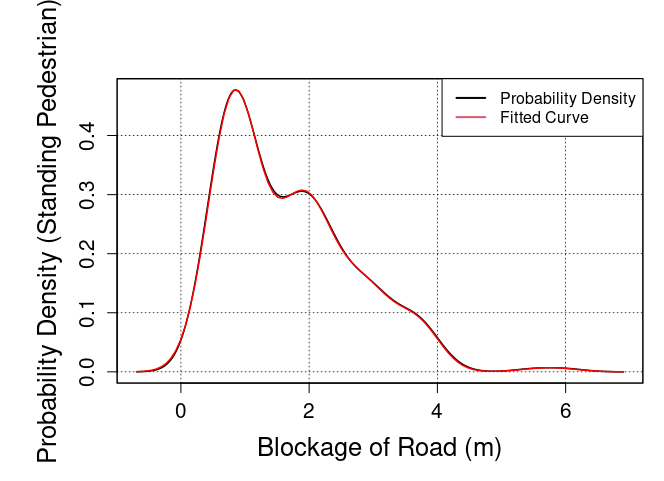 Probability Density (Standing Pedestrian)
0.0
0.1
0.2
0.3
0.4
Probability Density
Fitted Curve
0 2 4 6
Blockage of Road (m)